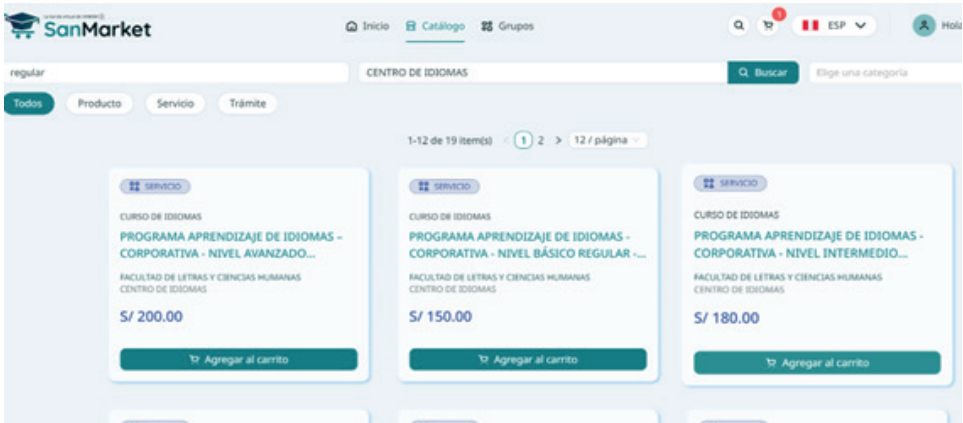 SanMarket
Inicio
Catálogo
Grupos
1
ESP
Hola
regular
CENTRO DE IDIOMAS
Buscar
Elige una categoría
Todos
Producto
Servicio
Trámite
1-12 de 19 item(s)
1
2
12 / página
SERVICIO
CURSO DE IDIOMAS
PROGRAMA APRENDIZAJE DE IDIOMAS –
CORPORATIVA - NIVEL AVANZADO...
FACULTAD DE LETRAS Y CIENCIAS HUMANAS
CENTRO DE IDIOMAS
S/ 200.00
Agregar al carrito
SERVICIO
CURSO DE IDIOMAS
PROGRAMA APRENDIZAJE DE IDIOMAS -
CORPORATIVA - NIVEL BÁSICO REGULAR -...
FACULTAD DE LETRAS Y CIENCIAS HUMANAS
CENTRO DE IDIOMAS
S/ 150.00
Agregar al carrito
SERVICIO
CURSO DE IDIOMAS
PROGRAMA APRENDIZAJE DE IDIOMAS -
CORPORATIVA - NIVEL INTERMEDIO...
FACULTAD DE LETRAS Y CIENCIAS HUMANAS
CENTRO DE IDIOMAS
S/ 180.00
Agregar al carrito